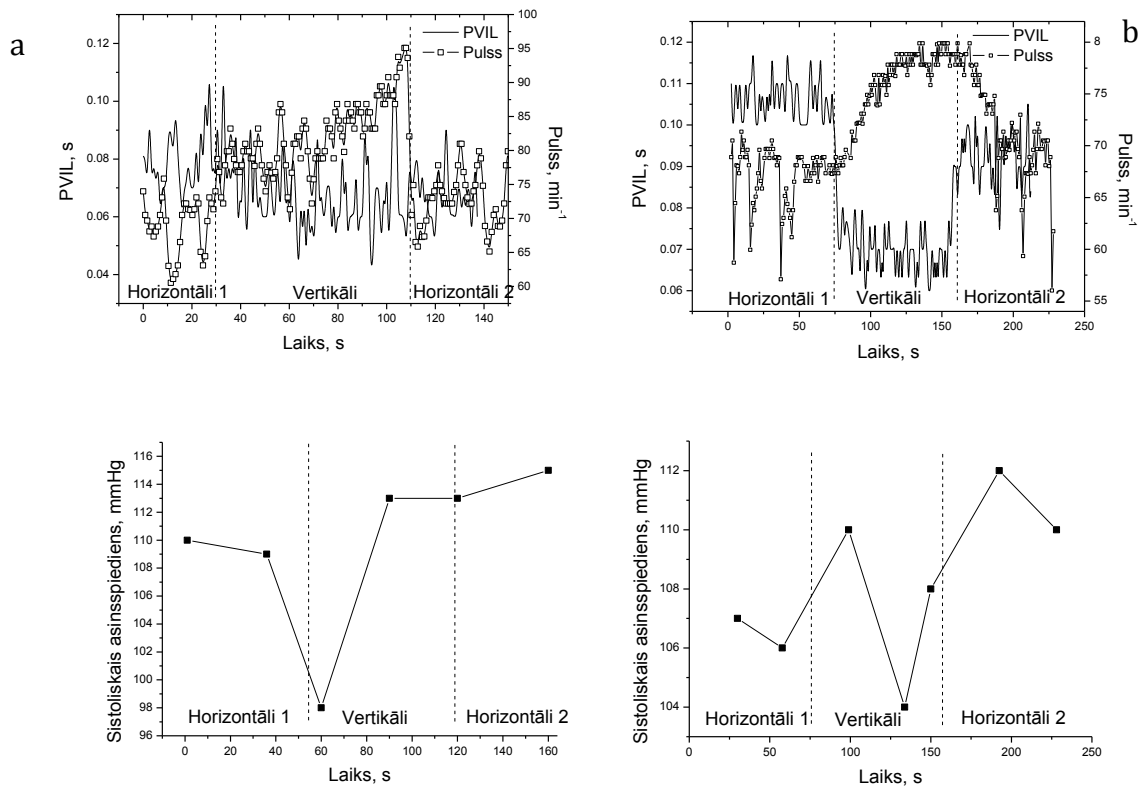 a
PVIL
Pulss
PVIL, s
0.12
0.10
0.08
0.06
0.04
100
95
90
85
80
75
70
65
60
Pulss, min⁻¹
Horizontāli 1
Vertikāli
Horizontāli 2
0 20 40 60 80 100 120 140
Laiks, s
b
PVIL
Pulss
PVIL, s
0.12
0.11
0.10
0.09
0.08
0.07
0.06
80
75
70
65
60
55
Pulss, min⁻¹
Horizontāli 1
Vertikāli
Horizontāli 2
0 50 100 150 200 250
Laiks, s
Sistoliskais asinsspiediens, mmHg
116
114
112
110
108
106
104
102
100
98
96
Horizontāli 1
Vertikāli
Horizontāli 2
0 20 40 60 80 100 120 140 160
Laiks, s
Sistoliskais asinsspiediens, mmHg
112
110
108
106
104
Horizontāli 1
Vertikāli
Horizontāli 2
0 50 100 150 200 250
Laiks, s